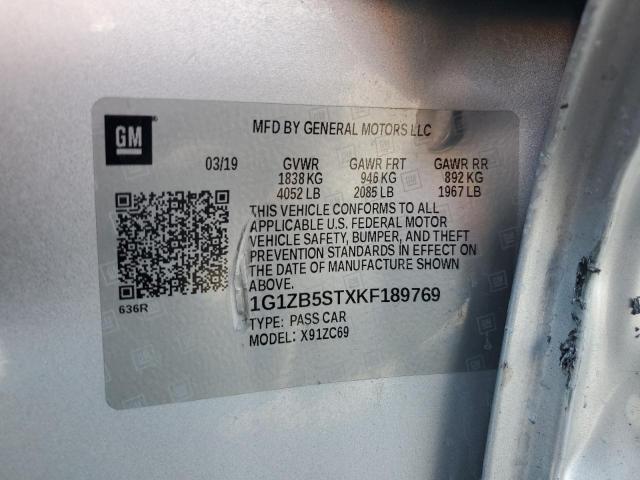 GM
MFD BY GENERAL MOTORS LLC
03/19 GVWR GAWR FRT GAWR RR
1838 KG 946 KG 892 KG
4052 LB 2085 LB 1967 LB
THIS VEHICLE CONFORMS TO ALL
APPLICABLE U.S. FEDERAL MOTOR
VEHICLE SAFETY, BUMPER, AND THEFT
PREVENTION STANDARDS IN EFFECT ON
THE DATE OF MANUFACTURE SHOWN
ABOVE.
1G1ZB5STXKF189769
636R
TYPE: PASS CAR
MODEL: X91ZC69